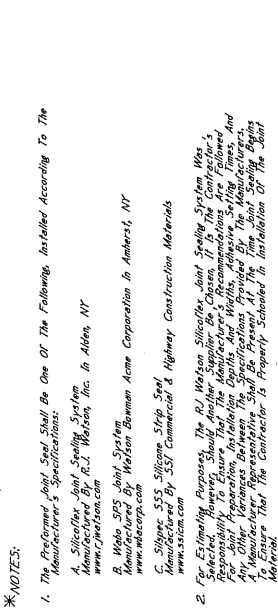 * NOTES:
1. The Preformed Joint Seal Shall Be One Of The Following, Installed According To The
Manufacturer's Specifications:
A. Silicoflex Joint Sealing System
Manufactured By R.J. Watson, Inc. In Alden, NY
www.rjwatson.com
B. Wabo SPS Joint System
Manufactured By Watson Bowman Acme Corporation In Amherst, NY
www.wbacorp.com
C. Silspec SSS Silicone Strip Seal
Manufactured By SSI Commercial & Highway Construction Materials
www.ssicm.com
2. For Estimating Purposes, The RJ Watson Silicoflex Joint Sealing System Was
Selected. However, Should Another Supplier Be Chosen, It Is The Contractor's
Responsibility To Ensure That The Manufacturer's Recommendations Are Followed
For Joint Preparation, Installation Depths And Widths, Adhesive Setting Times, And
Any Other Variances Between The Specifications Provided By The Manufacturers.
A Manufacturer Representative Shall Be Present At The Time Joint Sealing Begins
To Ensure That The Contractor Is Properly Schooled In Installation Of The Joint
Material.